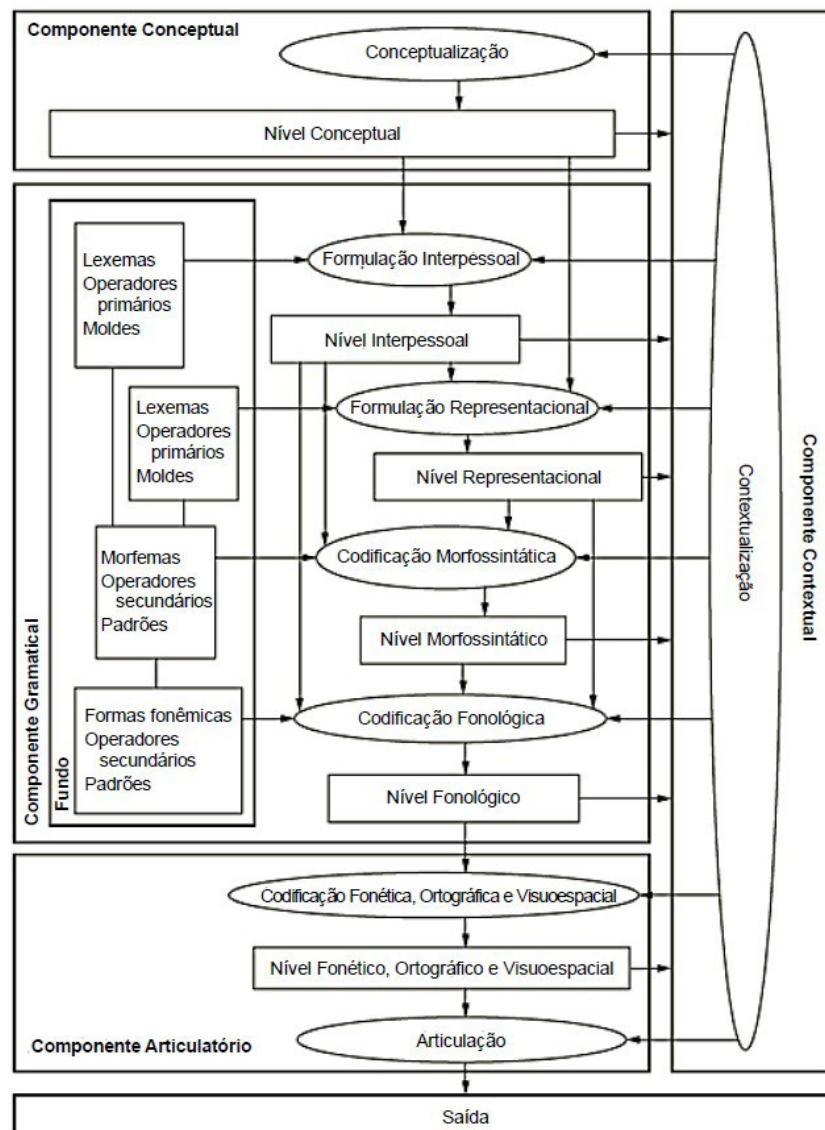 Componente Conceptual
Conceptualização
Nível Conceptual
Componente Gramatical
Fundo
Lexemas
Operadores
primários
Moldes
Formulação Interpessoal
Nível Interpessoal
Lexemas
Operadores
primários
Moldes
Formulação Representacional
Nível Representacional
Morfemas
Operadores
secundários
Padrões
Codificação Morfossintática
Nível Morfossintático
Formas fonêmicas
Operadores
secundários
Padrões
Codificação Fonológica
Nível Fonológico
Componente Articulatório
Codificação Fonética, Ortográfica e Visuoespacial
Nível Fonético, Ortográfico e Visuoespacial
Articulação
Contextualização
Componente Contextual
Saída